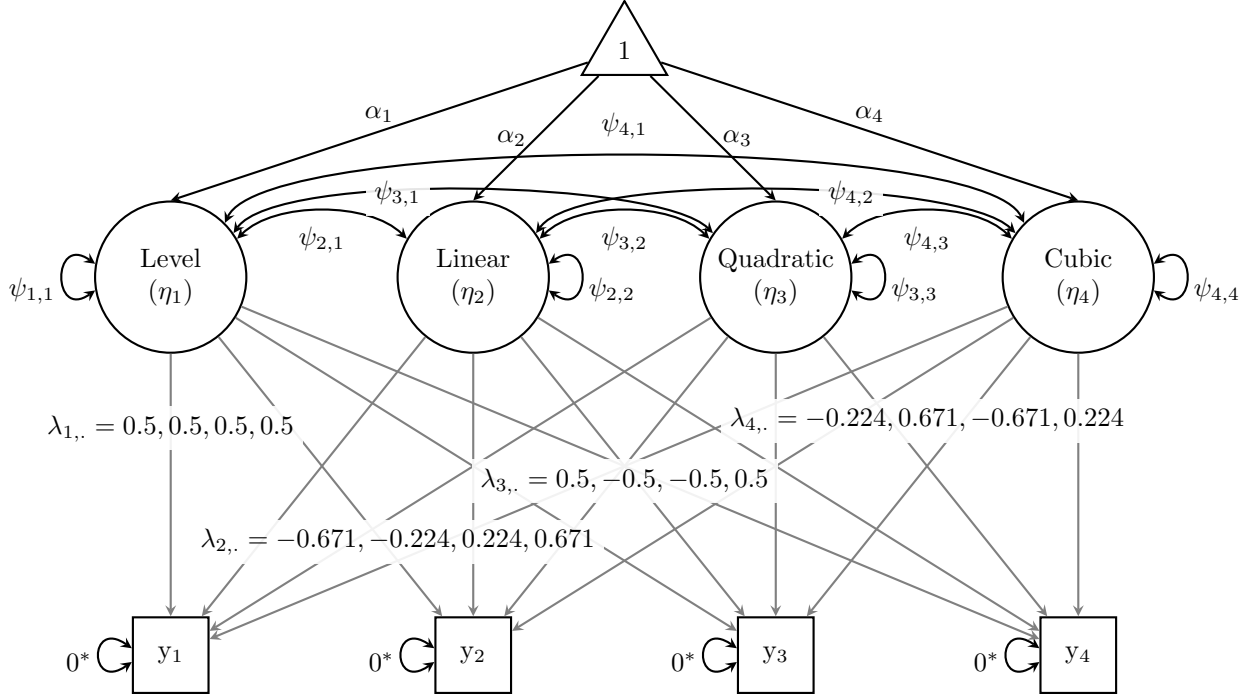 1
α₁
α₂
α₃
α₄
ψ₄,₁
ψ₃,₁
ψ₄,₂
ψ₂,₁
ψ₃,₂
ψ₄,₃
Level
(η₁)
Linear
(η₂)
Quadratic
(η₃)
Cubic
(η₄)
ψ₁,₁
ψ₂,₂
ψ₃,₃
ψ₄,₄
λ₁,. = 0.5, 0.5, 0.5, 0.5
λ₄,. = −0.224, 0.671, −0.671, 0.224
λ₃,. = 0.5, −0.5, −0.5, 0.5
λ₂,. = −0.671, −0.224, 0.224, 0.671
0*
y₁
0*
y₂
0*
y₃
0*
y₄